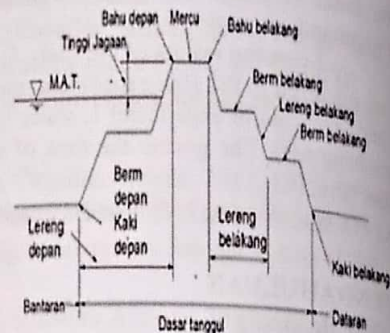 Bahu depan
Mercu
Bahu belakang
Tinggi Jagaan
M.A.T.
Berm belakang
Lereng belakang
Berm belakang
Berm
depan
Lereng
depan
Kaki
depan
Lereng
belakang
Kaki belakang
Bantaran
Dasar tanggul
Dataran